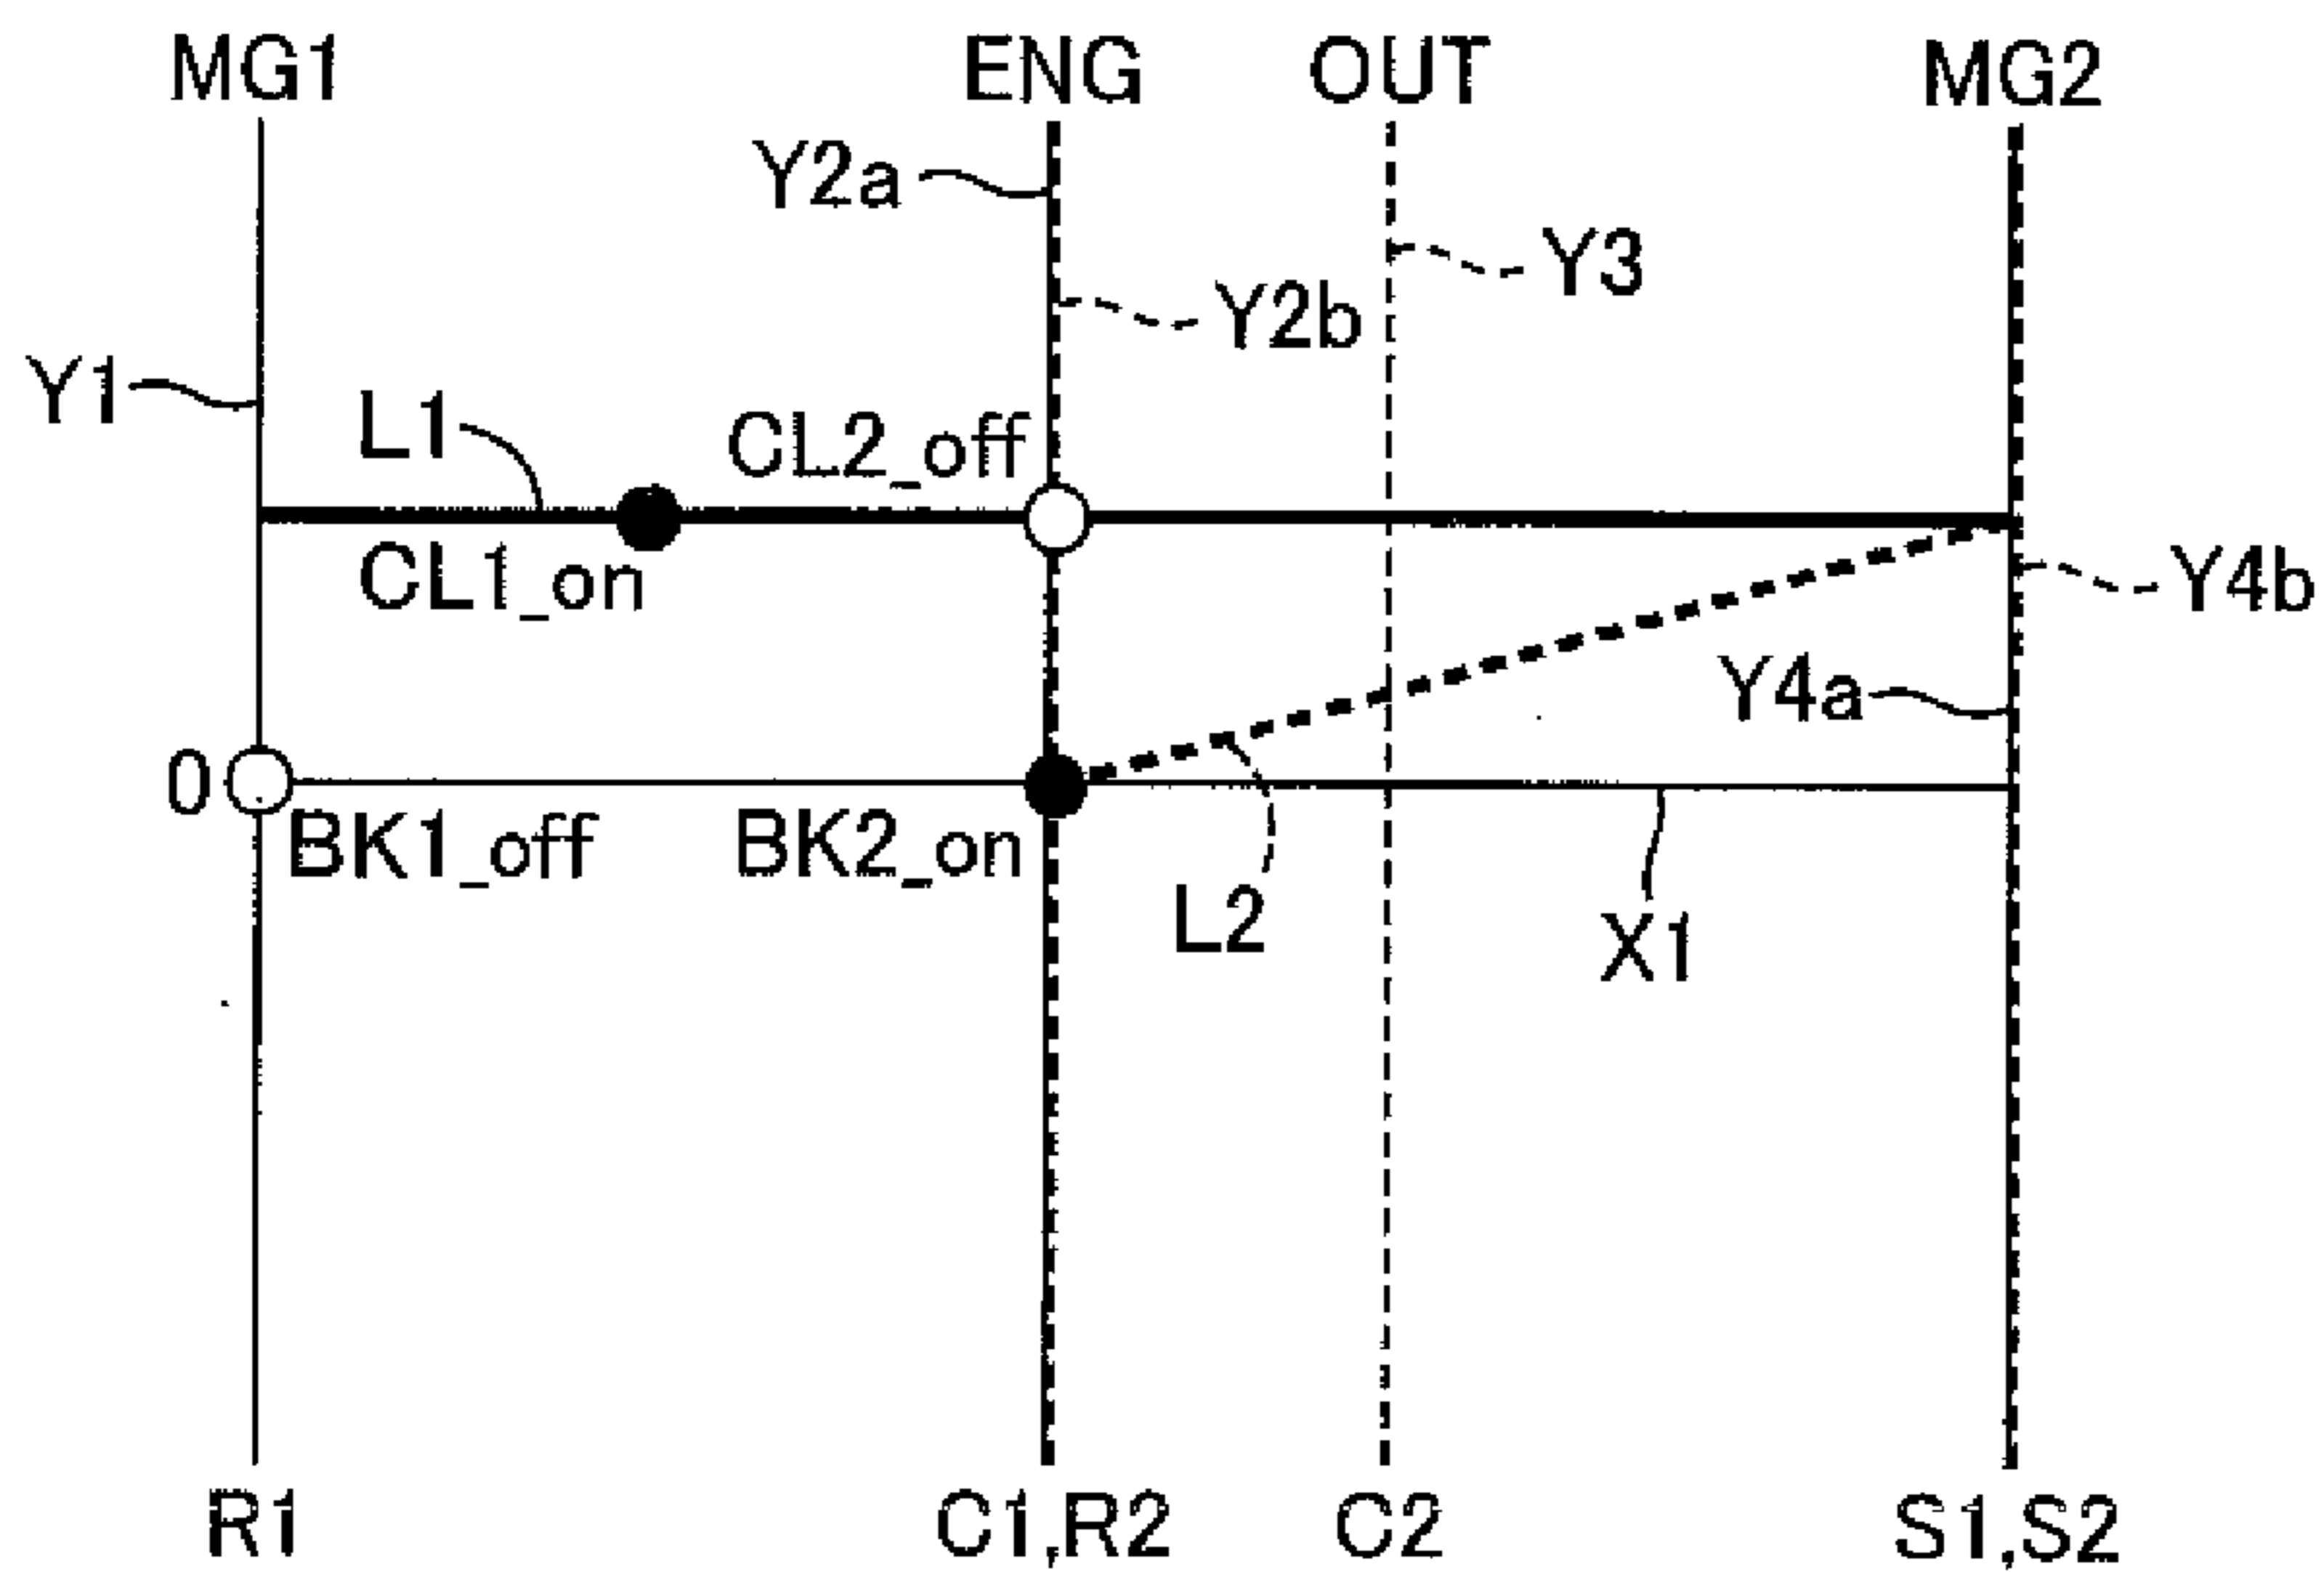 MG1 ENG OUT MG2
Y2a
Y3
Y2b
Y1
L1
CL2_off
CL1_on
Y4b
Y4a
0
BK1_off
BK2_on
L2
X1
R1 C1,R2 C2 S1,S2